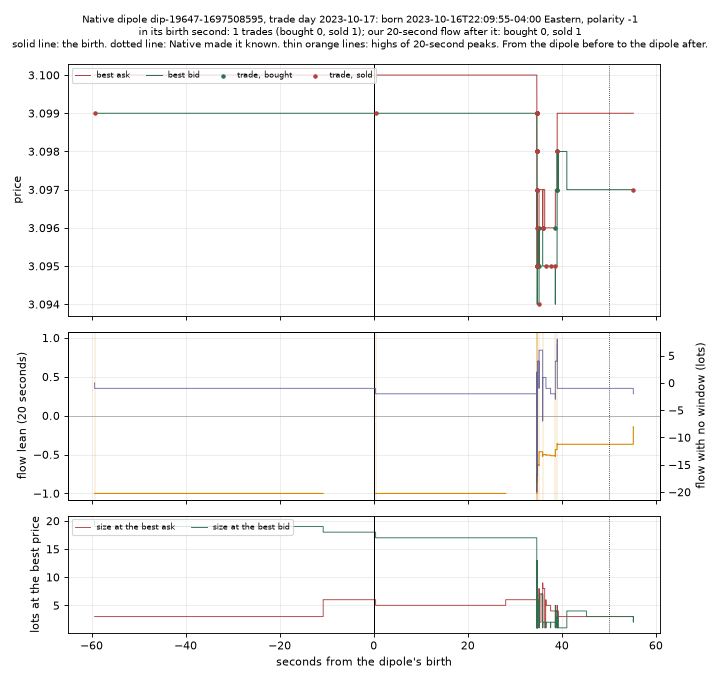 Native dipole dip-19647-1697508595, trade day 2023-10-17: born 2023-10-16T22:09:55-04:00 Eastern, polarity -1
in its birth second: 1 trades (bought 0, sold 1); our 20-second flow after it: bought 0, sold 1
solid line: the birth. dotted line: Native made it known. thin orange lines: highs of 20-second peaks. From the dipole before to the dipole after.
best ask best bid trade, bought trade, sold
3.100
3.099
3.098
3.097
3.096
3.095
3.094
price
1.0
0.5
0.0
−0.5
−1.0
flow lean (20 seconds)
5
0
−5
−10
−15
−20
flow with no window (lots)
size at the best ask size at the best bid
20
15
10
5
lots at the best price
−60 −40 −20 0 20 40 60
seconds from the dipole's birth